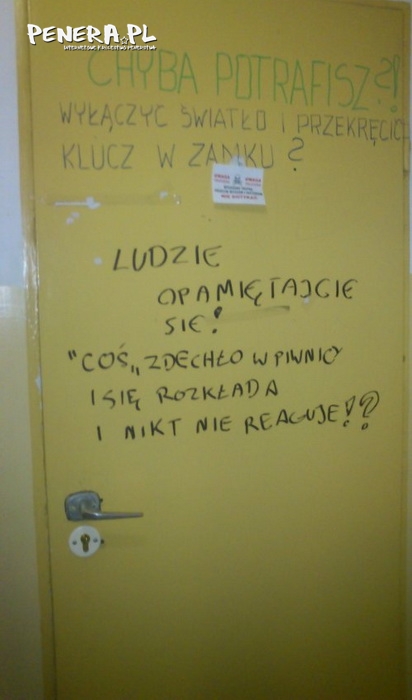 PENERA.PL
CHYBA POTRAFISZ?!
WYŁĄCZYĆ ŚWIATŁO I PRZEKRĘCIĆ
KLUCZ W ZAMKU ?
LUDZIE
OPAMIĘTAJCIE
SIĘ!
"COŚ„ ZDECHŁO W PIWNICY
I SIĘ ROZKŁADA
I NIKT NIE REAGUJE!?